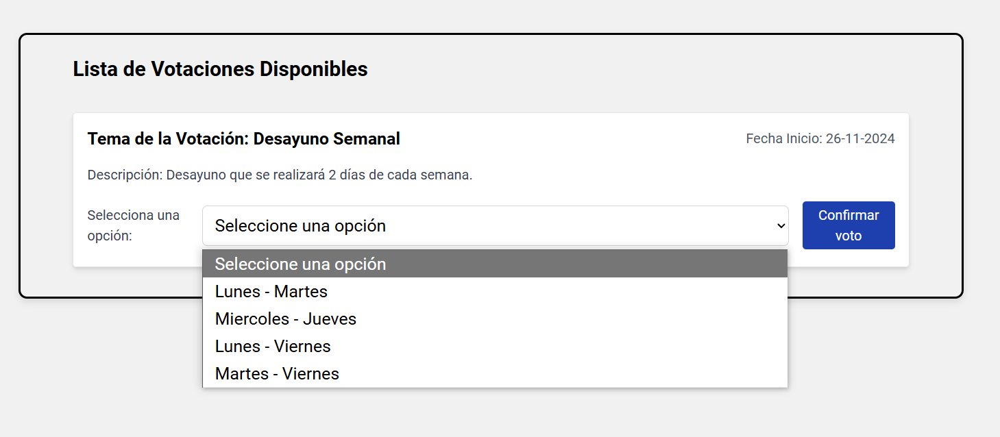 Lista de Votaciones Disponibles
Tema de la Votación: Desayuno Semanal
Fecha Inicio: 26-11-2024
Descripción: Desayuno que se realizará 2 días de cada semana.
Selecciona una
opción:
Seleccione una opción
Confirmar
voto
Seleccione una opción
Lunes - Martes
Miercoles - Jueves
Lunes - Viernes
Martes - Viernes